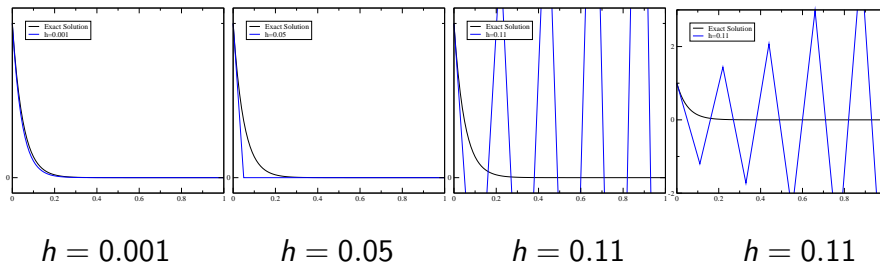 Exact Solution
h=0.001
0
0 0.2 0.4 0.6 0.8 1
Exact Solution
h=0.05
0
0 0.2 0.4 0.6 0.8 1
Exact Solution
h=0.11
0
0 0.2 0.4 0.6 0.8 1
Exact Solution
h=0.11
2
0
-2
0 0.2 0.4 0.6 0.8
h = 0.001
h = 0.05
h = 0.11
h = 0.11